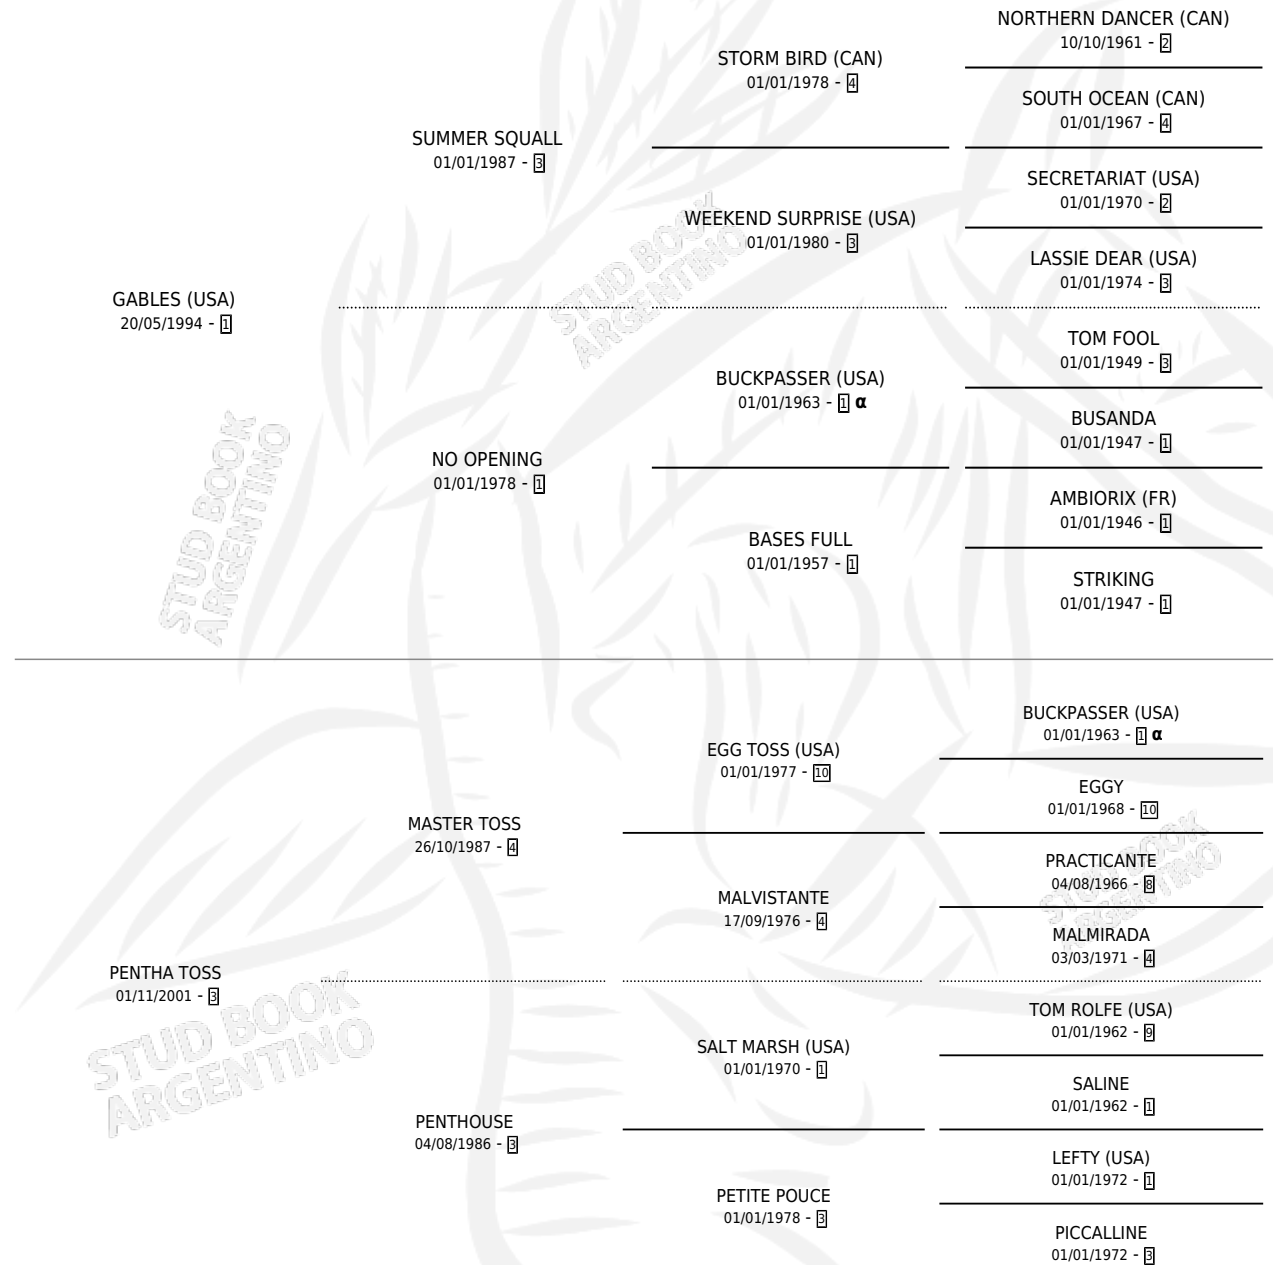 NORTHERN DANCER (CAN)
10/10/1961 - 2
STORM BIRD (CAN)
01/01/1978 - 4
SOUTH OCEAN (CAN)
01/01/1967 - 4
SUMMER SQUALL
01/01/1987 - 3
SECRETARIAT (USA)
01/01/1970 - 2
WEEKEND SURPRISE (USA)
01/01/1980 - 3
LASSIE DEAR (USA)
01/01/1974 - 3
GABLES (USA)
20/05/1994 - 1
TOM FOOL
01/01/1949 - 3
BUCKPASSER (USA)
01/01/1963 - 1 α
BUSANDA
01/01/1947 - 1
NO OPENING
01/01/1978 - 1
AMBIORIX (FR)
01/01/1946 - 1
BASES FULL
01/01/1957 - 1
STRIKING
01/01/1947 - 1
BUCKPASSER (USA)
01/01/1963 - 1 α
EGG TOSS (USA)
01/01/1977 - 10
EGGY
01/01/1968 - 10
MASTER TOSS
26/10/1987 - 4
PRACTICANTE
04/08/1966 - 8
MALVISTANTE
17/09/1976 - 4
MALMIRADA
03/03/1971 - 4
PENTHA TOSS
01/11/2001 - 3
TOM ROLFE (USA)
01/01/1962 - 9
SALT MARSH (USA)
01/01/1970 - 1
SALINE
01/01/1962 - 1
PENTHOUSE
04/08/1986 - 3
LEFTY (USA)
01/01/1972 - 1
PETITE POUCE
01/01/1978 - 3
PICCALLINE
01/01/1972 - 3
STUD BOOK
ARGENTINO
STUD BOOK
ARGENTINO
STUD BOOK
ARGENTINO
STUD BOOK
ARGENTINO